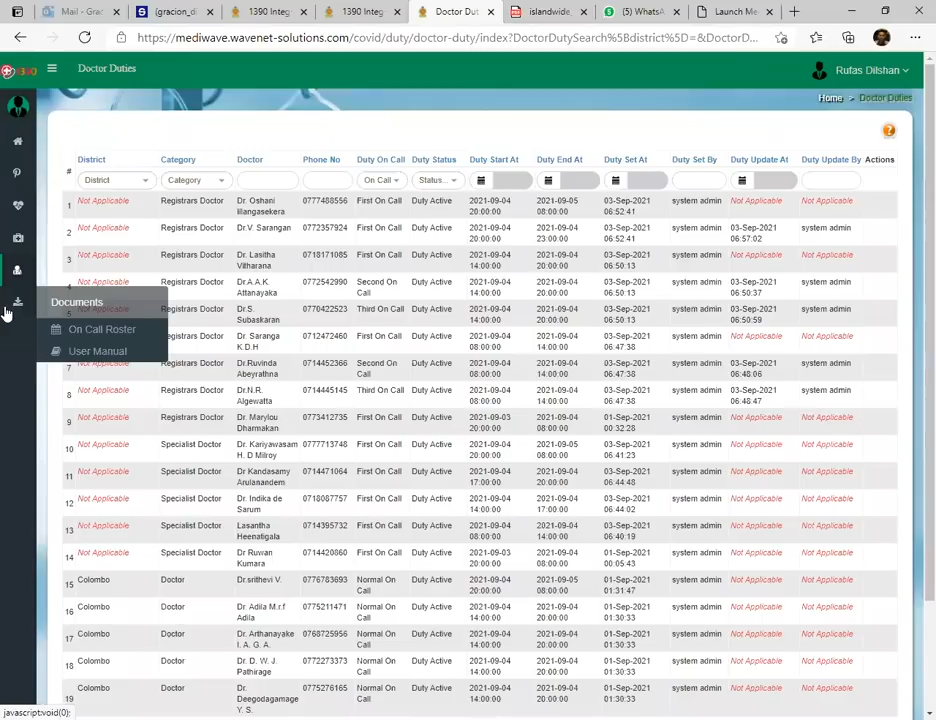 Mail - Grac
(gracion_di
1390 Integ
1390 Integ
Doctor Dut
islandwide_
(5) WhatsA
Launch Me
https://mediwave.wavenet-solutions.com/covid/duty/doctor-duty/index?DoctorDutySearch%5Bdistrict%5D=&DoctorD...
1390
Doctor Duties
Rufas Dilshan
Home > Doctor Duties
?
# District Category Doctor Phone No Duty On Call Duty Status Duty Start At Duty End At Duty Set At Duty Set By Duty Update At Duty Update By Actions
District Category On Call Status...
1 Not Applicable Registrars Doctor Dr. Oshani Illangasekera 0777488556 First On Call Duty Active 2021-09-04 20:00:00 2021-09-05 08:00:00 03-Sep-2021 06:52:41 system admin Not Applicable Not Applicable
2 Not Applicable Registrars Doctor Dr.V. Sarangan 0772357924 First On Call Duty Active 2021-09-04 20:00:00 2021-09-04 23:00:00 03-Sep-2021 06:52:41 system admin 03-Sep-2021 06:57:02 system admin
3 Not Applicable Registrars Doctor Dr. Lasitha Vitharana 0718171085 First On Call Duty Active 2021-09-04 14:00:00 2021-09-04 20:00:00 03-Sep-2021 06:50:13 system admin Not Applicable Not Applicable
Registrars Doctor Dr.A.A.K. Attanayaka 0772542990 Second On Call Duty Active 2021-09-04 14:00:00 2021-09-04 20:00:00 03-Sep-2021 06:50:13 system admin 03-Sep-2021 06:50:37 system admin
Documents
5 Not Applicable Registrars Doctor Dr.S. Subaskaran 0770422523 Third On Call Duty Active 2021-09-04 14:00:00 2021-09-04 20:00:00 03-Sep-2021 06:50:13 system admin 03-Sep-2021 06:50:59 system admin
On Call Roster
Registrars Doctor Dr. Saranga K.D.H 0712472460 First On Call Duty Active 2021-09-04 08:00:00 2021-09-04 14:00:00 03-Sep-2021 06:47:38 system admin Not Applicable Not Applicable
User Manual
7 Not Applicable Registrars Doctor Dr.Ruvinda Abeyrathna 0714452366 Second On Call Duty Active 2021-09-04 08:00:00 2021-09-04 14:00:00 03-Sep-2021 06:47:38 system admin 03-Sep-2021 06:48:06 system admin
8 Not Applicable Registrars Doctor Dr.N.R. Algewatta 0714445145 Third On Call Duty Active 2021-09-04 08:00:00 2021-09-04 14:00:00 03-Sep-2021 06:47:38 system admin 03-Sep-2021 06:48:47 system admin
9 Not Applicable Registrars Doctor Dr. Marylou Dharmakan 0773412735 First On Call Duty Active 2021-09-03 20:00:00 2021-09-04 08:00:00 01-Sep-2021 00:32:28 system admin Not Applicable Not Applicable
10 Not Applicable Specialist Doctor Dr. Kariyawasam H. D Milroy 0777713748 First On Call Duty Active 2021-09-04 20:00:00 2021-09-05 08:00:00 03-Sep-2021 06:41:23 system admin Not Applicable Not Applicable
11 Not Applicable Specialist Doctor Dr Kandasamy Arulanandem 0714471064 First On Call Duty Active 2021-09-04 17:00:00 2021-09-04 20:00:00 03-Sep-2021 06:44:48 system admin Not Applicable Not Applicable
12 Not Applicable Specialist Doctor Dr. Indika de Sarum 0718087757 First On Call Duty Active 2021-09-04 14:00:00 2021-09-04 17:00:00 03-Sep-2021 06:44:02 system admin Not Applicable Not Applicable
13 Not Applicable Specialist Doctor Lasantha Heenatigala 0714395732 First On Call Duty Active 2021-09-04 08:00:00 2021-09-04 14:00:00 03-Sep-2021 06:40:19 system admin Not Applicable Not Applicable
14 Not Applicable Specialist Doctor Dr Ruwan Kumara 0714420860 First On Call Duty Active 2021-09-03 20:00:00 2021-09-04 08:00:00 01-Sep-2021 00:05:43 system admin Not Applicable Not Applicable
15 Colombo Doctor Dr.srithevi V. 0776783693 Normal On Call Duty Active 2021-09-04 20:00:00 2021-09-05 08:00:00 01-Sep-2021 01:31:47 system admin Not Applicable Not Applicable
16 Colombo Doctor Dr. Adila M.r.f Adila 0775211471 Normal On Call Duty Active 2021-09-04 14:00:00 2021-09-04 20:00:00 01-Sep-2021 01:30:33 system admin Not Applicable Not Applicable
17 Colombo Doctor Dr. Arthanayake I. A. G. A. 0768725956 Normal On Call Duty Active 2021-09-04 14:00:00 2021-09-04 20:00:00 01-Sep-2021 01:30:33 system admin Not Applicable Not Applicable
18 Colombo Doctor Dr. D. W. J. Pathirage 0772273373 Normal On Call Duty Active 2021-09-04 14:00:00 2021-09-04 20:00:00 01-Sep-2021 01:30:33 system admin Not Applicable Not Applicable
19 Colombo Doctor Dr. Deegodagamage Y. S. 0775276165 Normal On Call Duty Active 2021-09-04 14:00:00 2021-09-04 20:00:00 01-Sep-2021 01:30:33 system admin Not Applicable Not Applicable
javascript:void(0);